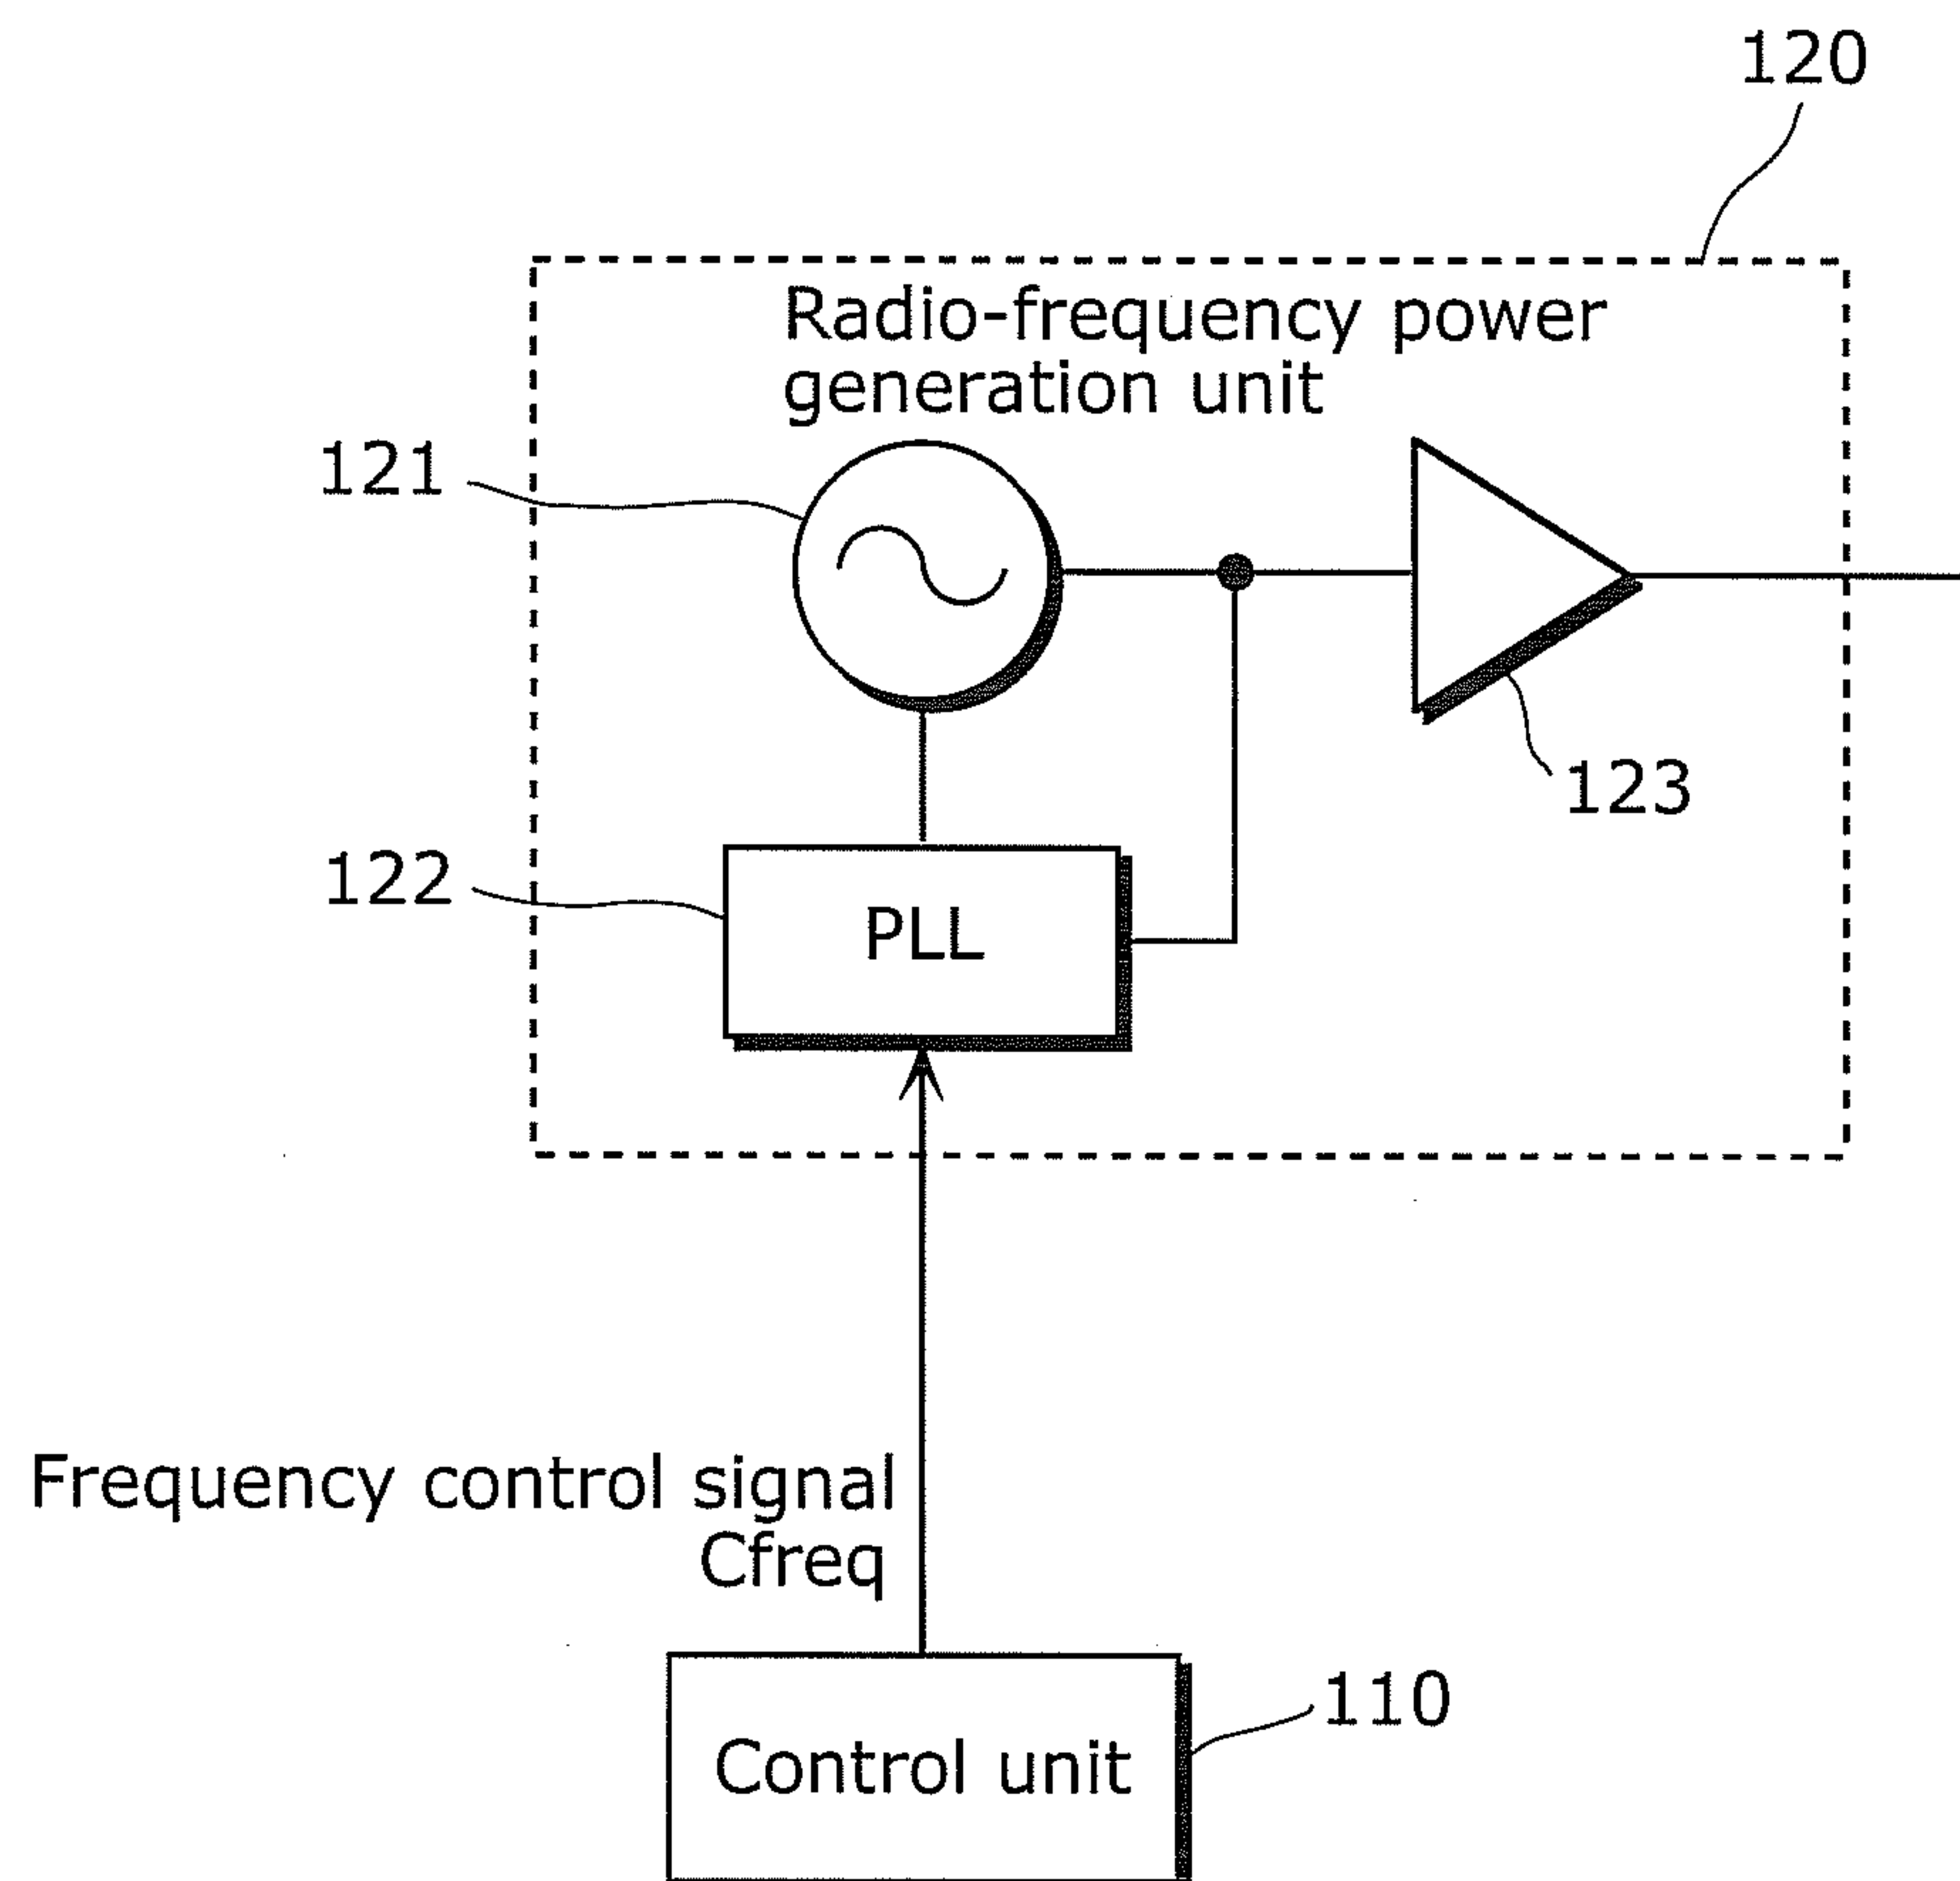 120
Radio-frequency power
generation unit
121
123
122
PLL
Frequency control signal
Cfreq
110
Control unit